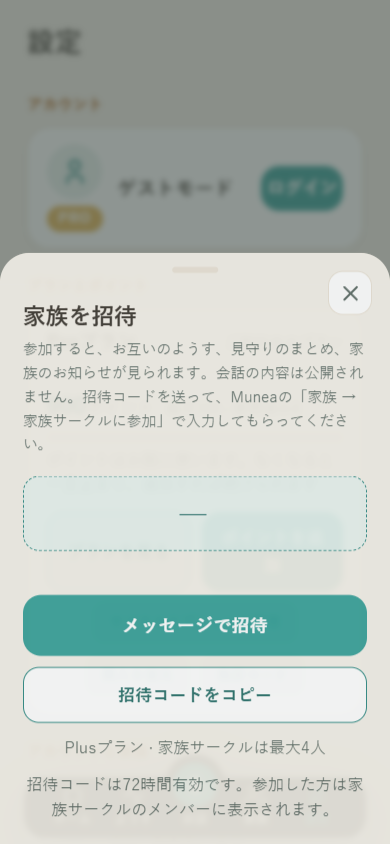 設定
アカウント
ゲストモード
ログイン
PRO
家族を招待
参加すると、お互いのようす、見守りのまとめ、家
族のお知らせが見られます。会話の内容は公開され
ません。招待コードを送って、Muneaの「家族 →
家族サークルに参加」で入力してもらってくださ
い。
—
メッセージで招待
招待コードをコピー
Plusプラン · 家族サークルは最大4人
招待コードは72時間有効です。参加した方は家
族サークルのメンバーに表示されます。